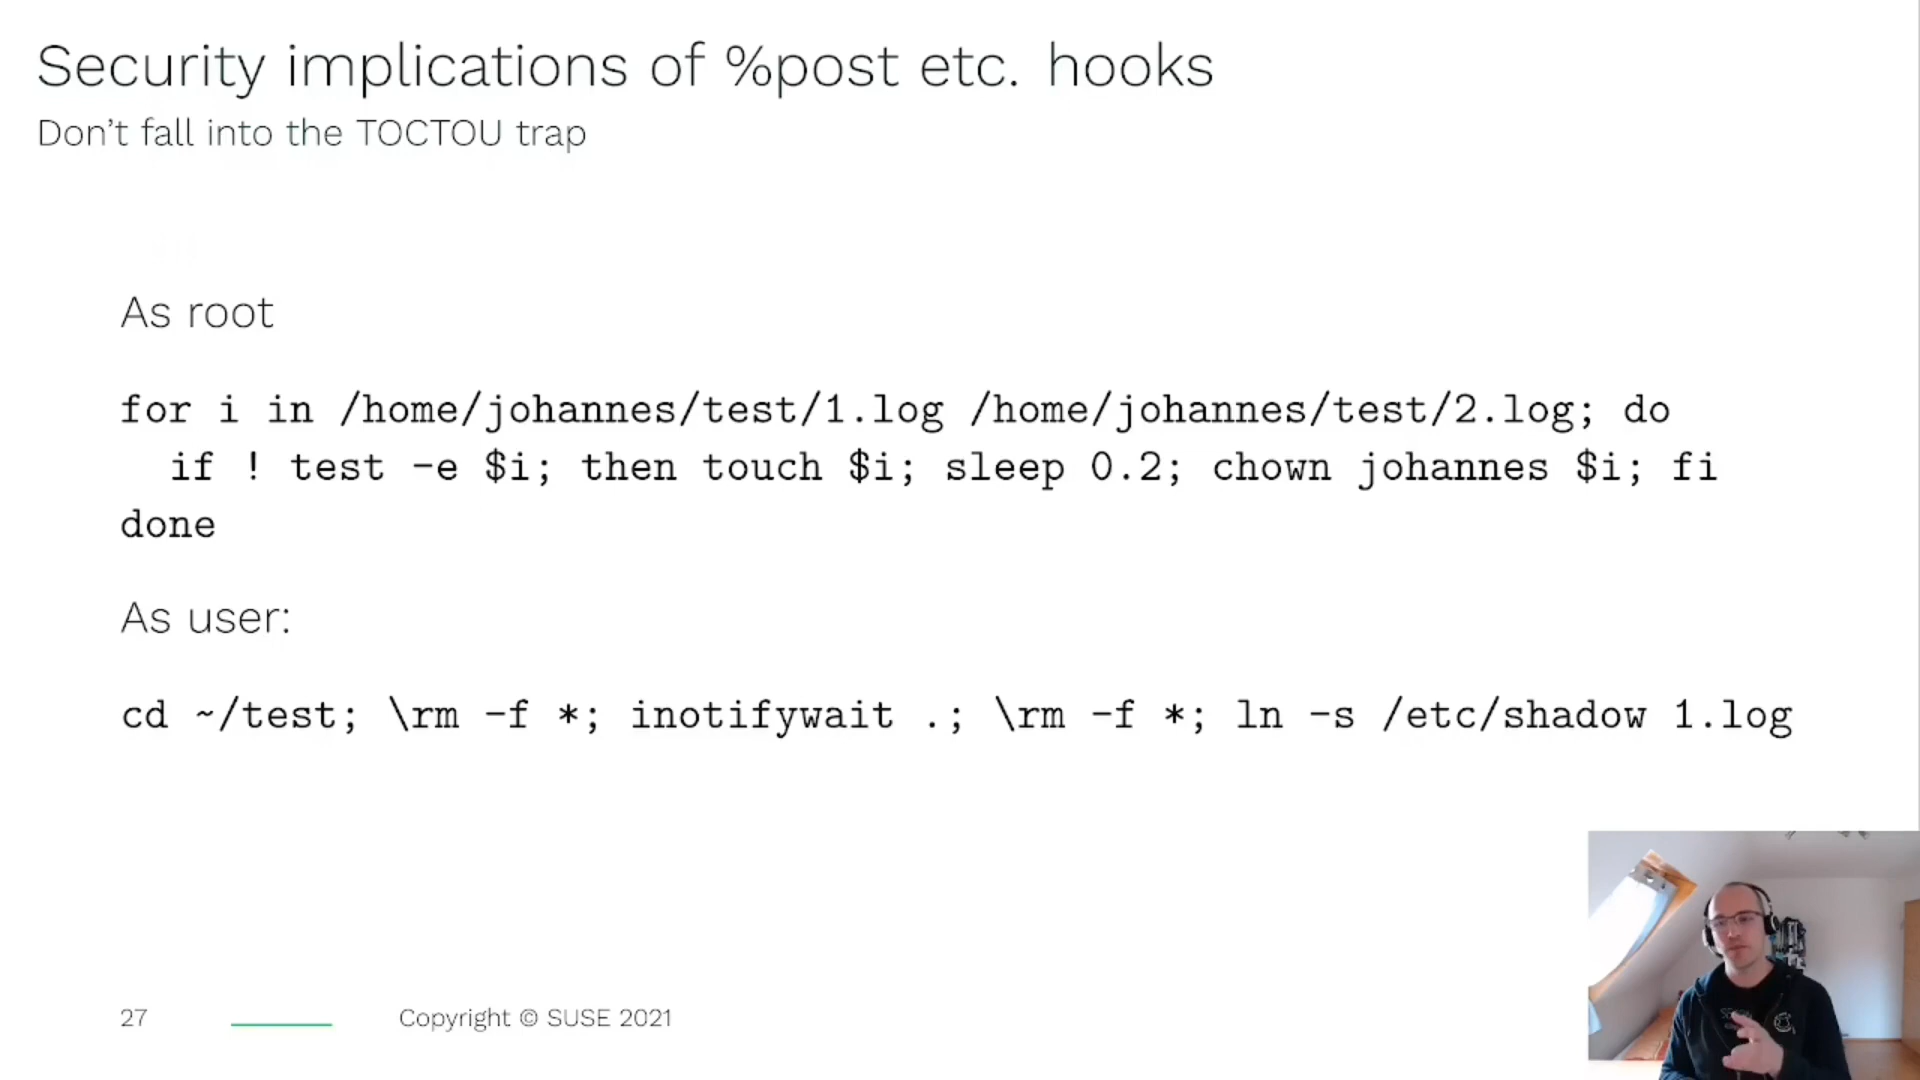 Security implications of %post etc. hooks
Don't fall into the TOCTOU trap
As root
for i in /home/johannes/test/1.log /home/johannes/test/2.log; do
if ! test -e $i; then touch $i; sleep 0.2; chown johannes $i; fi
done
As user:
cd ~/test; \rm -f *; inotifywait .; \rm -f *; ln -s /etc/shadow 1.log
27
Copyright © SUSE 2021